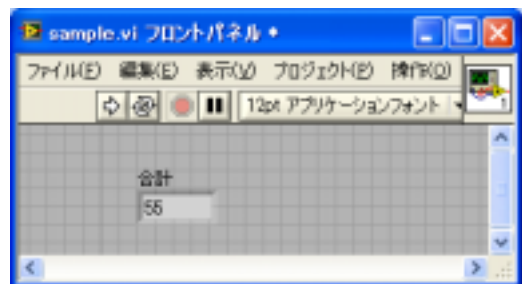 sample.vi フロントパネル *
ファイル(F) 編集(E) 表示(V) プロジェクト(P) 操作(O)
12pt アプリケーションフォント
1
合計
55